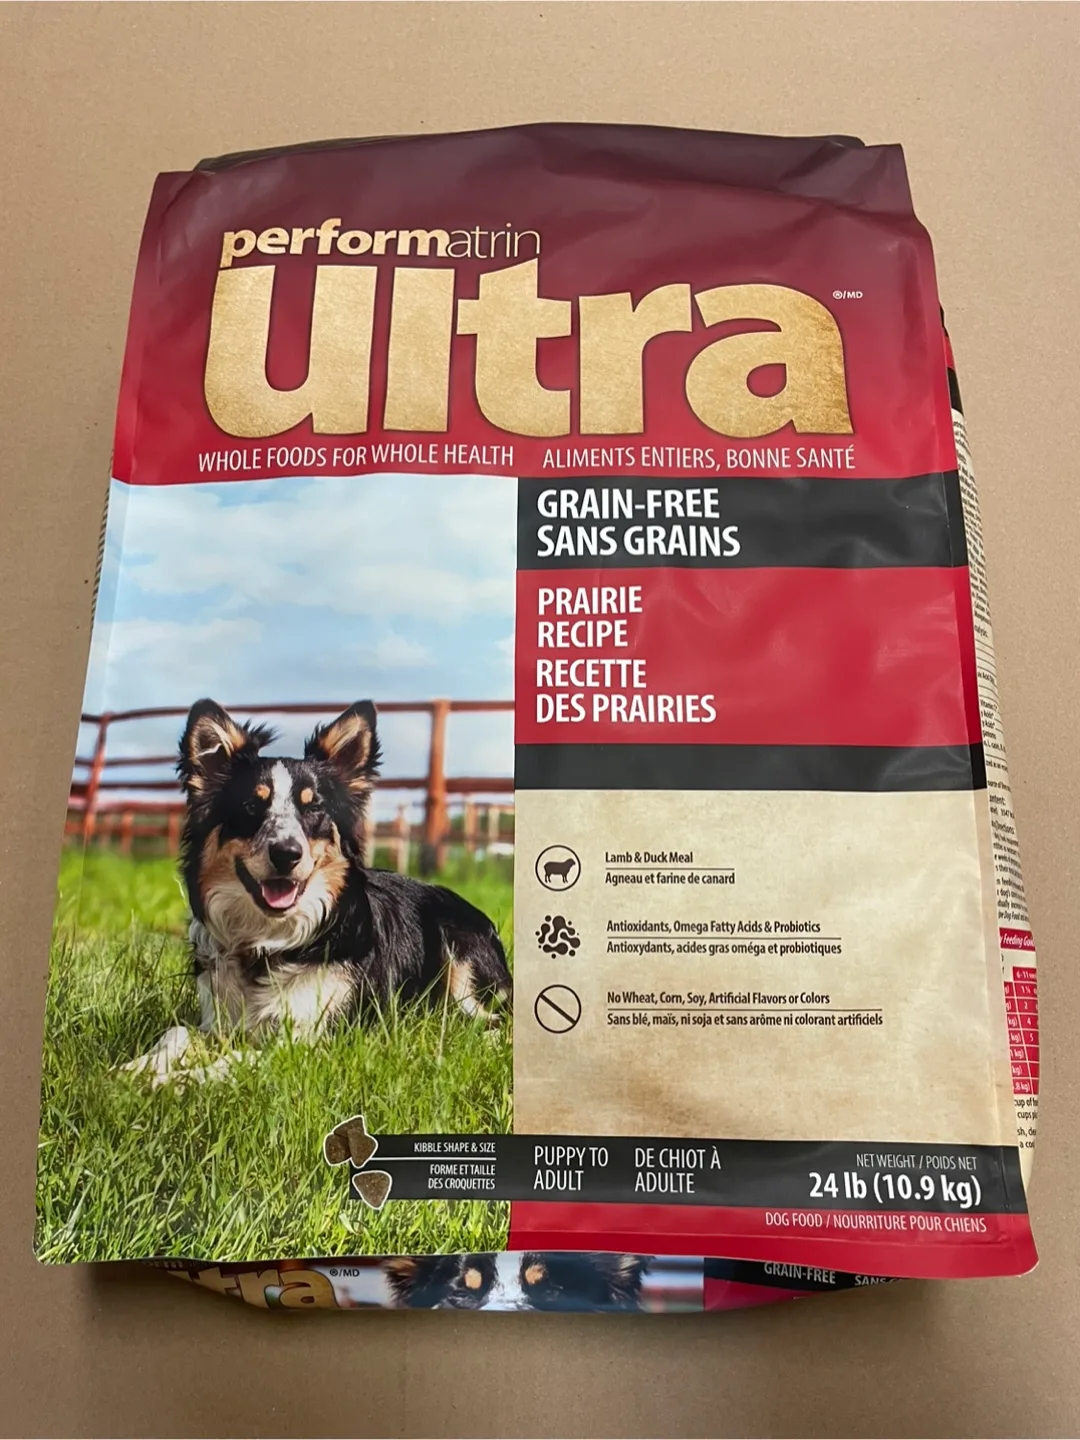 performatrin
ultra
®/MD
WHOLE FOODS FOR WHOLE HEALTH
ALIMENTS ENTIERS, BONNE SANTÉ
GRAIN-FREE
SANS GRAINS
PRAIRIE
RECIPE
RECETTE
DES PRAIRIES
Lamb & Duck Meal
Agneau et farine de canard
Antioxidants, Omega Fatty Acids & Probiotics
Antioxydants, acides gras oméga et probiotiques
No Wheat, Corn, Soy, Artificial Flavors or Colors
Sans blé, maïs, ni soja et sans arôme ni colorant artificiels
KIBBLE SHAPE & SIZE
FORME ET TAILLE
DES CROQUETTES
PUPPY TO
ADULT
DE CHIOT À
ADULTE
NET WEIGHT / POIDS NET
24 lb (10.9 kg)
DOG FOOD / NOURRITURE POUR CHIENS
tra
®/MD
GRAIN-FREE